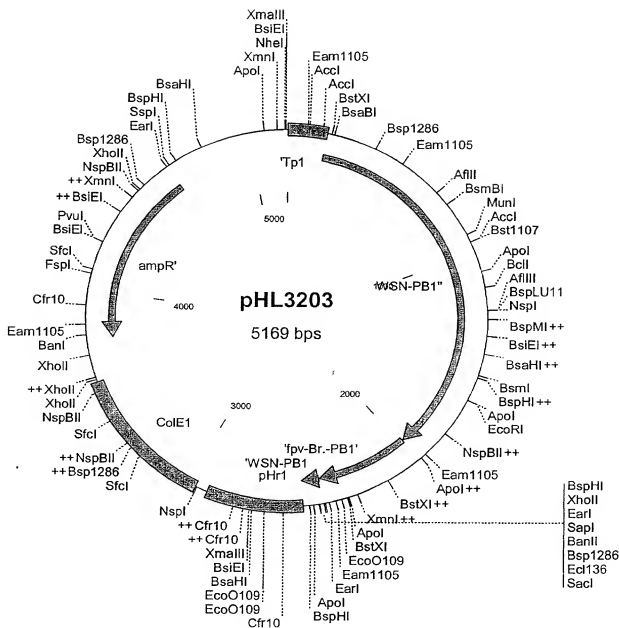 XmaIII
BsiEI
NheI
XmnI
ApoI
Eam1105
AccI
AccI
BstXI
BsaBI
Bsp1286
Eam1105
AflII
BsmBi
MunI
AccI
Bst1107
ApoI
BclI
AflIII
BspLU11
NspI
BspMI++
BsiEI++
BsaHI++
BsmI
BspHI++
ApoI
EcoRI
NspBII++
Eam1105
ApoI++
BstXI++
XmnI++
ApoI
BstXI
EcoO109
Eam1105
EarI
ApoI
BspHI
BspHI
XhoII
EarI
SapI
BanII
Bsp1286
Ecl136
SacI
Cfr10
EcoO109
EcoO109
BsaHI
BsiEI
XmaIII
++Cfr10
++Cfr10
NspI
SfcI
++Bsp1286
++NspBII
SfcI
NspBII
XhoII
++XhoII
XhoII
BanI
Eam1105
Cfr10
FspI
SfcI
BsiEI
PvuI
++BsiEI
++XmnI
NspBII
XhoII
Bsp1286
EarI
SspI
BspHI
BsaHI
'Tp1
5000
ampR'
4000
pHL3203
5169 bps
WSN-PB1"
2000
3000
ColE1
'fpv-Br.-PB1'
'WSN-PB1
pHr1